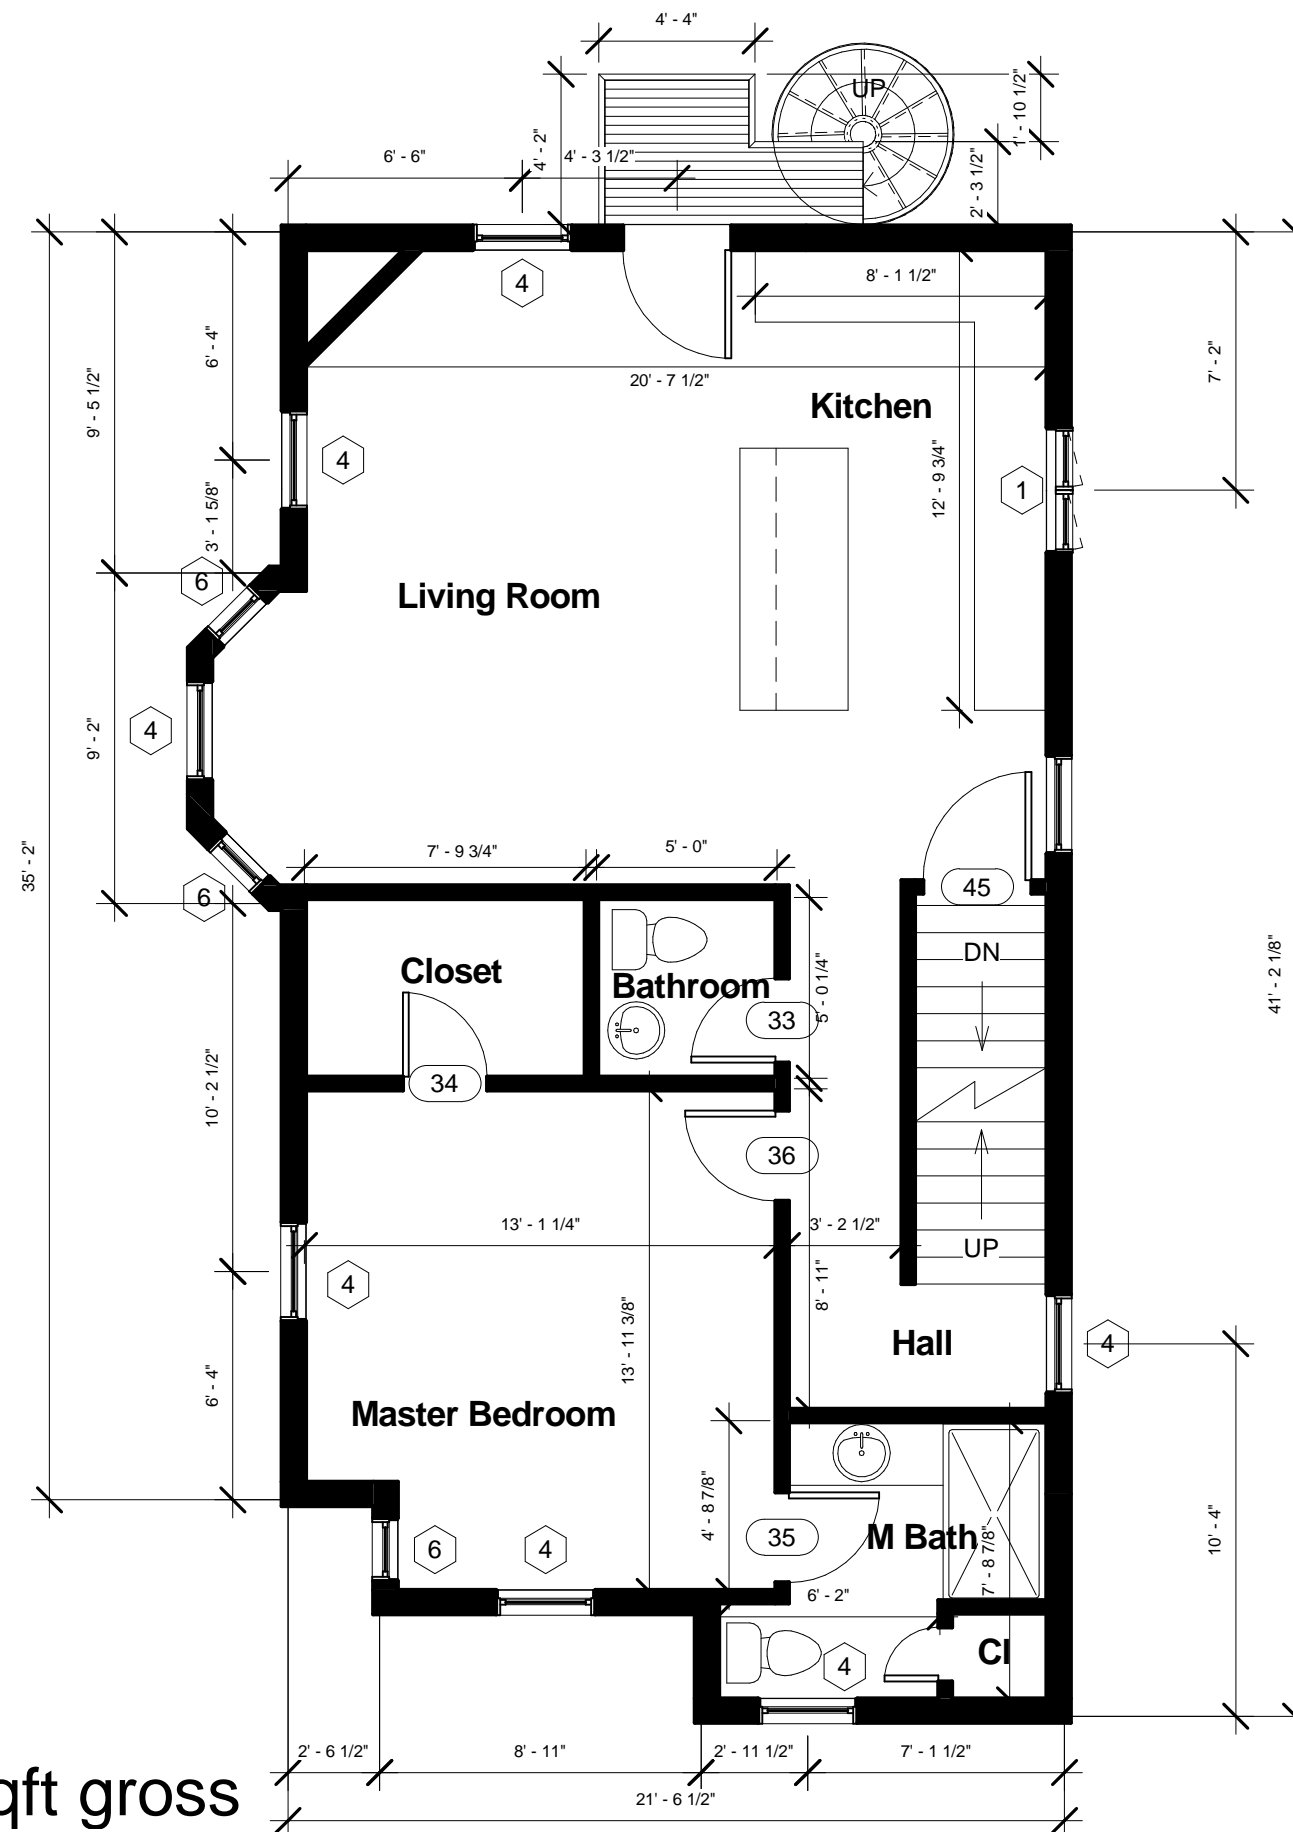 4' - 4"
UP
1' - 10 1/2"
4' - 2"
6' - 6"
4' - 3 1/2"
2' - 3 1/2"
4
8' - 1 1/2"
6' - 4"
7' - 2"
9' - 5 1/2"
20' - 7 1/2"
Kitchen
4
12' - 9 3/4"
1
3' - 1 5/8"
6
Living Room
4
9' - 2"
35' - 2"
7' - 9 3/4"
5' - 0"
6
45
DN
Closet
Bathroom
5' - 0 1/4"
41' - 2 1/8"
33
34
10' - 2 1/2"
36
13' - 1 1/4"
3' - 2 1/2"
UP
4
8' - 11"
13' - 11 3/8"
Hall
4
6' - 4"
Master Bedroom
4' - 8 7/8"
35
M Bath
6
4
7' - 8 7/8"
10' - 4"
6' - 2"
4
Cl
2' - 6 1/2"
8' - 11"
2' - 11 1/2"
7' - 1 1/2"
qft gross
21' - 6 1/2"